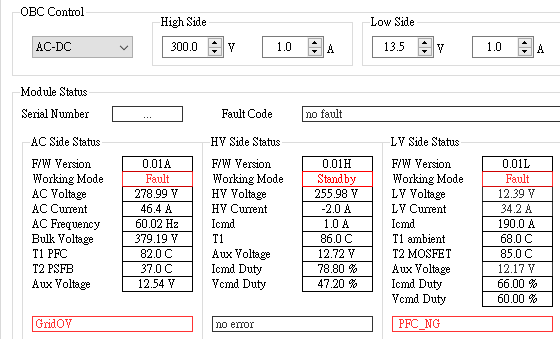 OBC Control
High Side
Low Side
AC-DC
300.0 V 1.0 A
13.5 V 1.0 A
Module Status
Serial Number ... Fault Code no fault
AC Side Status
F/W Version 0.01A
Working Mode Fault
AC Voltage 278.99 V
AC Current 46.4 A
AC Frequency 60.02 Hz
Bulk Voltage 379.19 V
T1 PFC 82.0 C
T2 PSFB 37.0 C
Aux Voltage 12.54 V
GridOV
HV Side Status
F/W Version 0.01H
Working Mode Standby
HV Voltage 255.98 V
HV Current -2.0 A
Icmd 1.0 A
T1 86.0 C
Aux Voltage 12.72 V
Icmd Duty 78.80 %
Vcmd Duty 47.20 %
no error
LV Side Status
F/W Version 0.01L
Working Mode Fault
LV Voltage 12.39 V
LV Current 34.2 A
Icmd 190.0 A
T1 ambient 68.0 C
T2 MOSFET 85.0 C
Aux Voltage 12.17 V
Icmd Duty 66.00 %
Vcmd Duty 60.00 %
PFC_NG